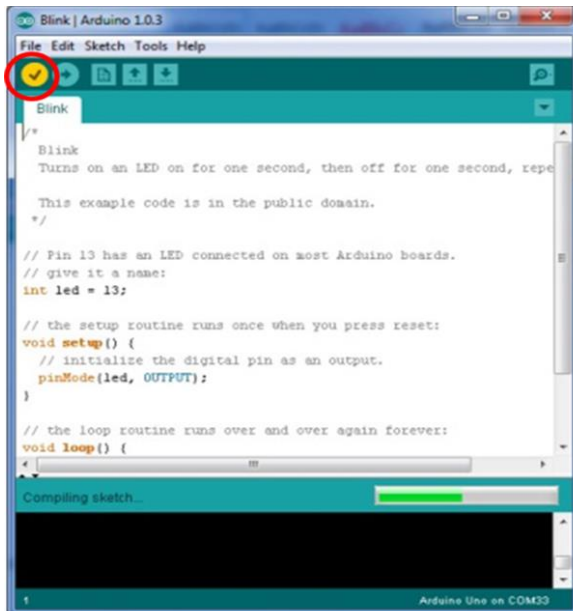 Blink | Arduino 1.0.3
File Edit Sketch Tools Help
Blink
/*
Blink
Turns on an LED on for one second, then off for one second, repe
This example code is in the public domain.
*/
// Pin 13 has an LED connected on most Arduino boards.
// give it a name:
int led = 13;
// the setup routine runs once when you press reset:
void setup() {
// initialize the digital pin as an output.
pinMode(led, OUTPUT);
}
// the loop routine runs over and over again forever:
void loop() {
Compiling sketch...
1 Arduino Uno on COM33